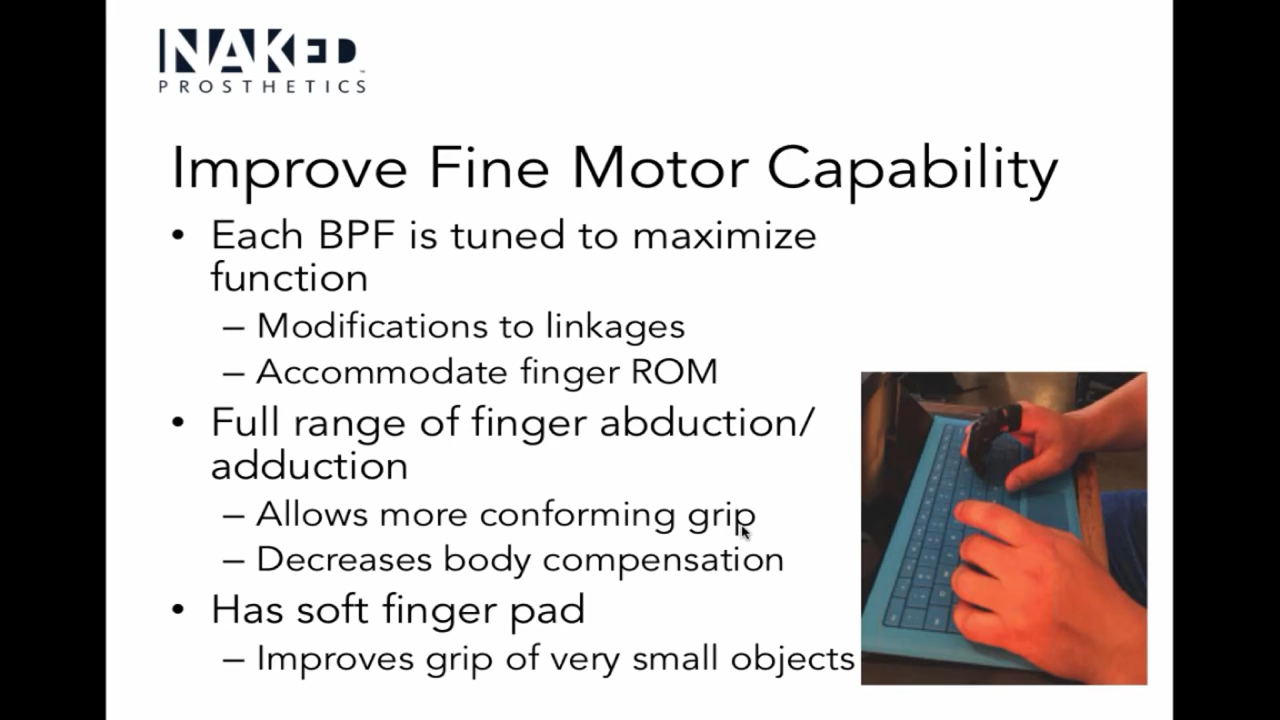 NAKED
PROSTHETICS
Improve Fine Motor Capability
• Each BPF is tuned to maximize
function
– Modifications to linkages
– Accommodate finger ROM
• Full range of finger abduction/
adduction
– Allows more conforming grip
– Decreases body compensation
• Has soft finger pad
– Improves grip of very small objects